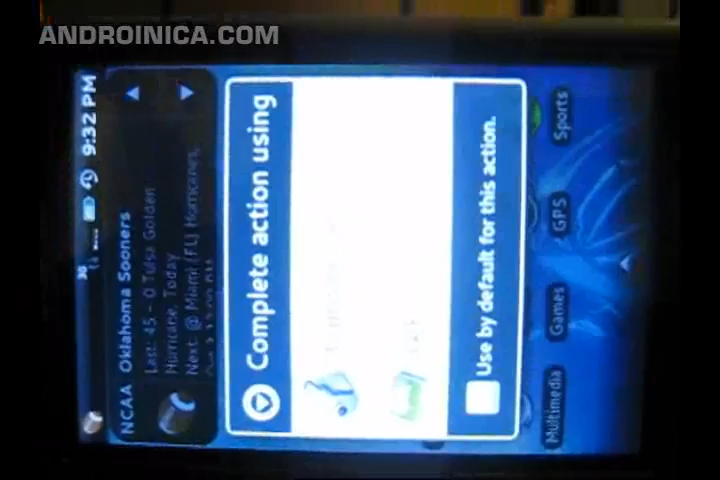 ANDROINICA.COM
3G
9:32 PM
NCAA Oklahoma Sooners
Last: 45 - 0 Tulsa Golden
Hurricane, Today
Next: @ Miami (FL) Hurricanes,
Complete action using
Use by default for this action.
Multimedia
Games
GPS
Sports